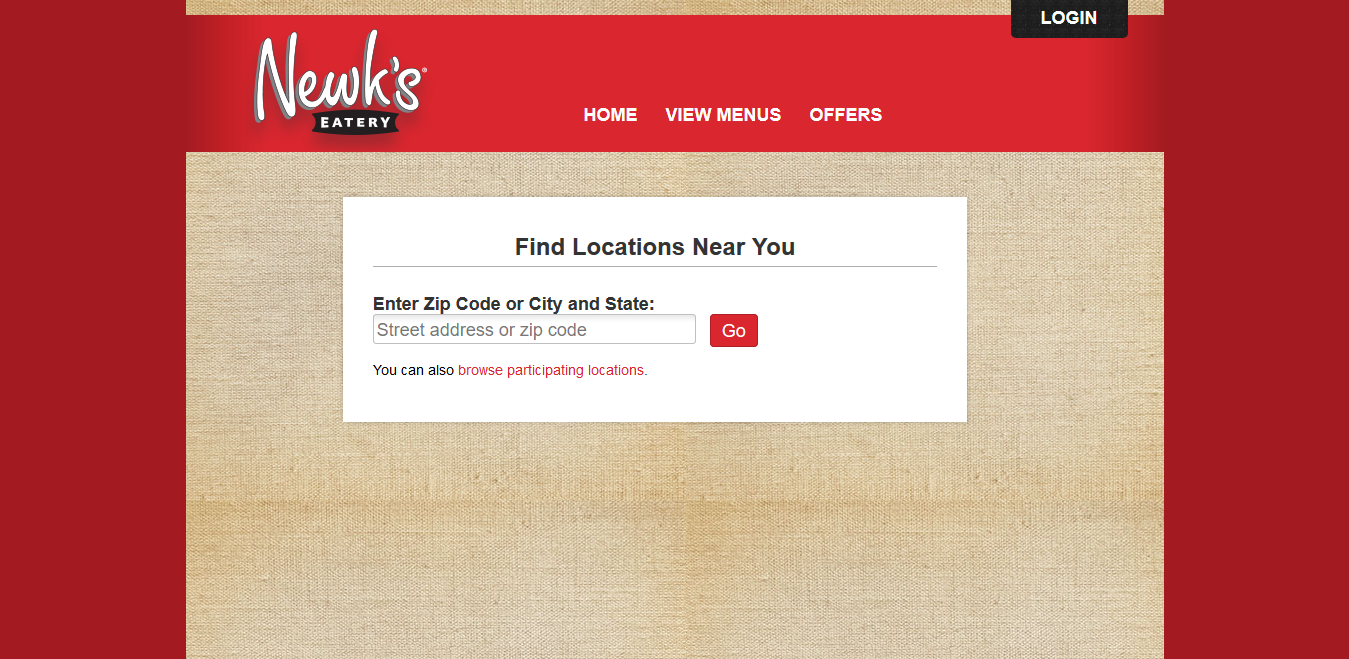 LOGIN
Newk's®
EATERY
HOME VIEW MENUS OFFERS
Find Locations Near You
Enter Zip Code or City and State:
Street address or zip code Go
You can also browse participating locations.